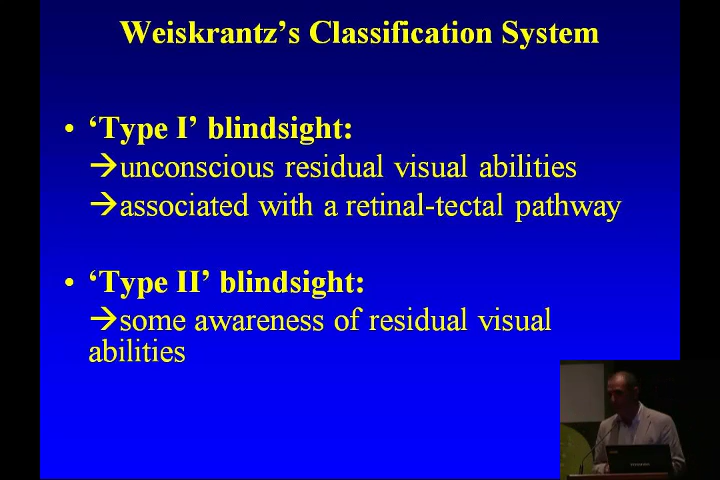 Weiskrantz’s Classification System
• ‘Type I’ blindsight:
→unconscious residual visual abilities
→associated with a retinal-tectal pathway
• ‘Type II’ blindsight:
→some awareness of residual visual
abilities